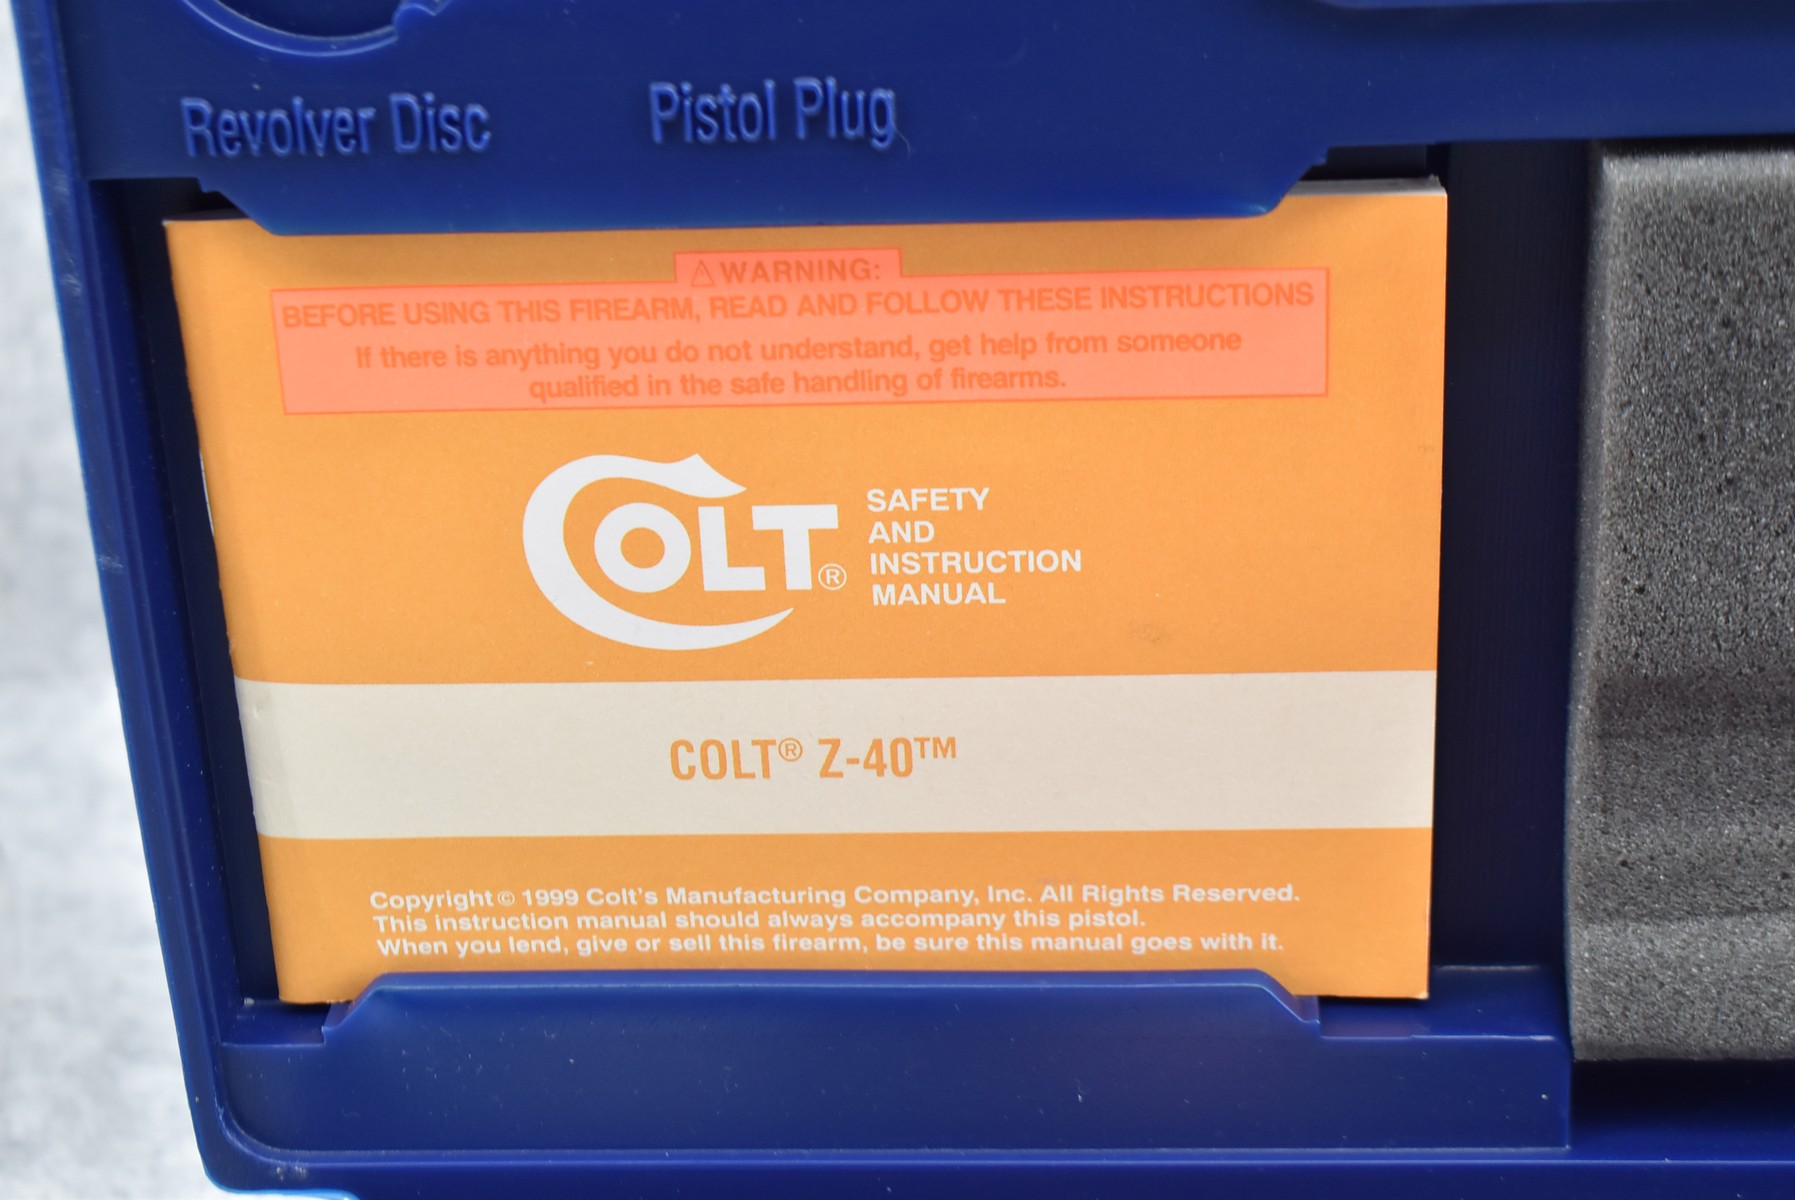 Revolver Disc
Pistol Plug
⚠ WARNING:
BEFORE USING THIS FIREARM, READ AND FOLLOW THESE INSTRUCTIONS
If there is anything you do not understand, get help from someone
qualified in the safe handling of firearms.
COLT®
SAFETY
AND
INSTRUCTION
MANUAL
COLT® Z-40™
Copyright © 1999 Colt's Manufacturing Company, Inc. All Rights Reserved.
This instruction manual should always accompany this pistol.
When you lend, give or sell this firearm, be sure this manual goes with it.